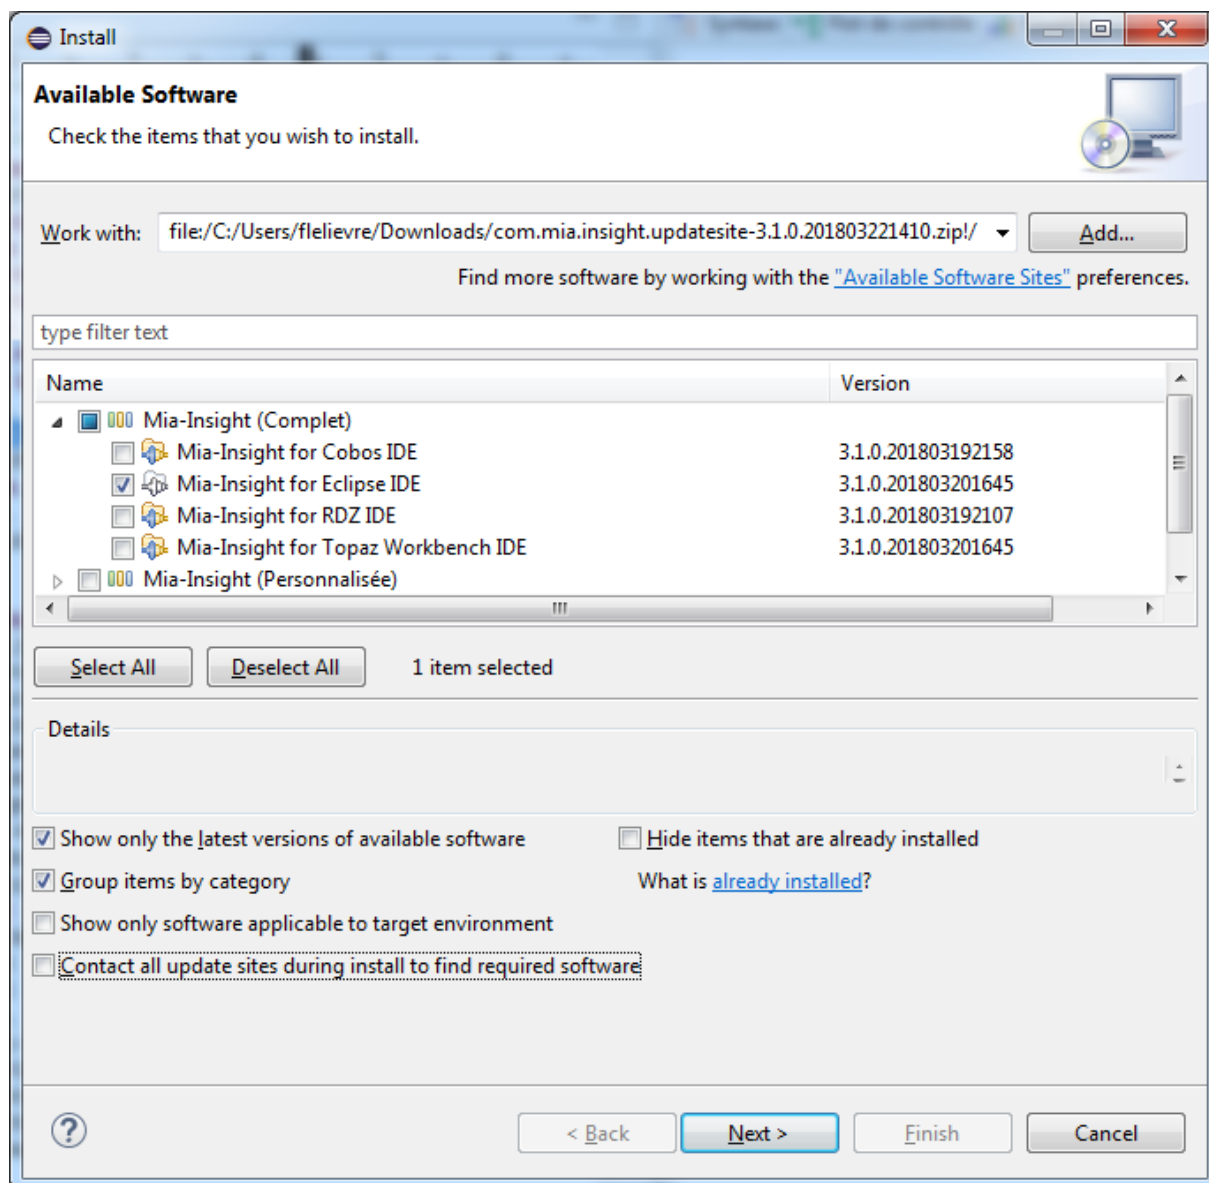 Install
Available Software
Check the items that you wish to install.
Work with: file:/C:/Users/flelievre/Downloads/com.mia.insight.updatesite-3.1.0.201803221410.zip!/ Add...
Find more software by working with the "Available Software Sites" preferences.
type filter text
Name Version
Mia-Insight (Complet)
Mia-Insight for Cobos IDE 3.1.0.201803192158
Mia-Insight for Eclipse IDE 3.1.0.201803201645
Mia-Insight for RDZ IDE 3.1.0.201803192107
Mia-Insight for Topaz Workbench IDE 3.1.0.201803201645
Mia-Insight (Personnalisée)
Select All Deselect All 1 item selected
Details
Show only the latest versions of available software Hide items that are already installed
Group items by category What is already installed?
Show only software applicable to target environment
Contact all update sites during install to find required software
< Back Next > Finish Cancel